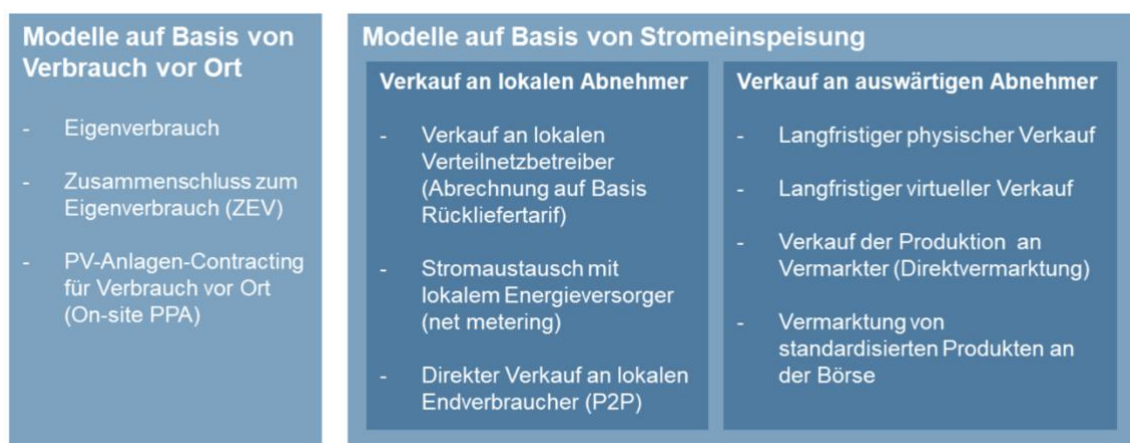 Modelle auf Basis von
Verbrauch vor Ort
- Eigenverbrauch
- Zusammenschluss zum
Eigenverbrauch (ZEV)
- PV-Anlagen-Contracting
für Verbrauch vor Ort
(On-site PPA)
Modelle auf Basis von Stromeinspeisung
Verkauf an lokalen Abnehmer
- Verkauf an lokalen
Verteilnetzbetreiber
(Abrechnung auf Basis
Rückliefertarif)
- Stromaustausch mit
lokalem Energieversorger
(net metering)
- Direkter Verkauf an lokalen
Endverbraucher (P2P)
Verkauf an auswärtigen Abnehmer
- Langfristiger physischer Verkauf
- Langfristiger virtueller Verkauf
- Verkauf der Produktion an
Vermarkter (Direktvermarktung)
- Vermarktung von
standardisierten Produkten an
der Börse